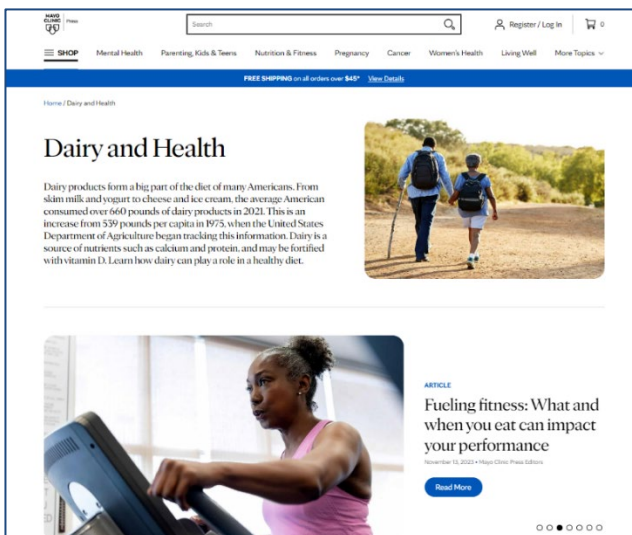 MAYO
CLINIC
Press
Search
Register / Log In
0
SHOP
Mental Health
Parenting, Kids & Teens
Nutrition & Fitness
Pregnancy
Cancer
Women's Health
Living Well
More Topics
FREE SHIPPING on all orders over $45* View Details
Home / Dairy and Health
Dairy and Health
Dairy products form a big part of the diet of many Americans. From
skim milk and yogurt to cheese and ice cream, the average American
consumed over 660 pounds of dairy products in 2021. This is an
increase from 539 pounds per capita in 1975, when the United States
Department of Agriculture began tracking this information. Dairy is a
source of nutrients such as calcium and protein, and may be fortified
with vitamin D. Learn how dairy can play a role in a healthy diet.
ARTICLE
Fueling fitness: What and
when you eat can impact
your performance
November 13, 2023 • Mayo Clinic Press Editors
Read More